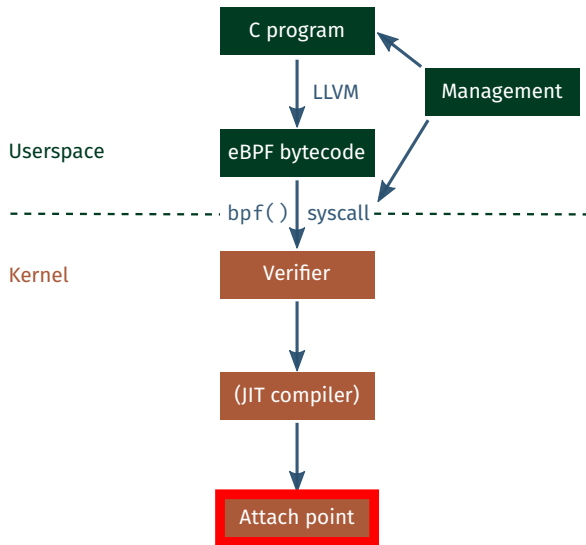 C program
LLVM
Management
Userspace
eBPF bytecode
bpf() syscall
Kernel
Verifier
(JIT compiler)
Attach point